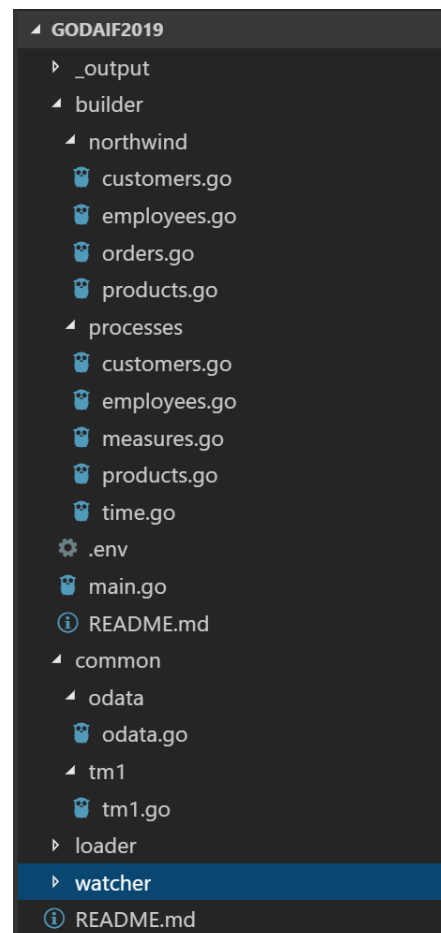 GODAIF2019
_output
builder
northwind
customers.go
employees.go
orders.go
products.go
processes
customers.go
employees.go
measures.go
products.go
time.go
.env
main.go
README.md
common
odata
odata.go
tm1
tm1.go
loader
watcher
README.md